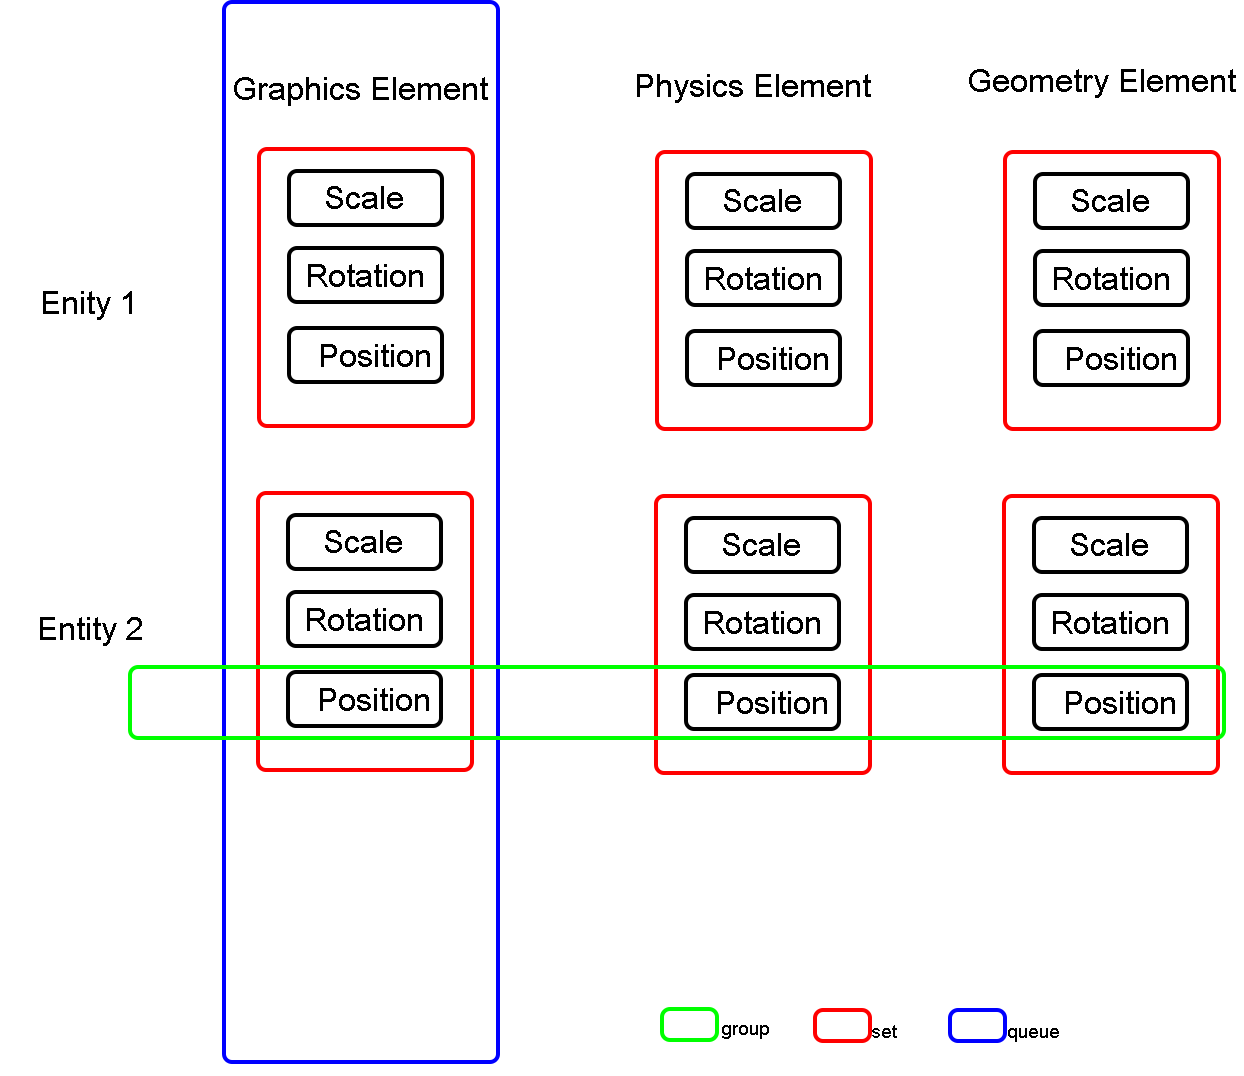 Graphics Element
Physics Element
Geometry Element
Enity 1
Scale
Rotation
Position
Scale
Rotation
Position
Scale
Rotation
Position
Entity 2
Scale
Rotation
Position
Scale
Rotation
Position
Scale
Rotation
Position
group
set
queue